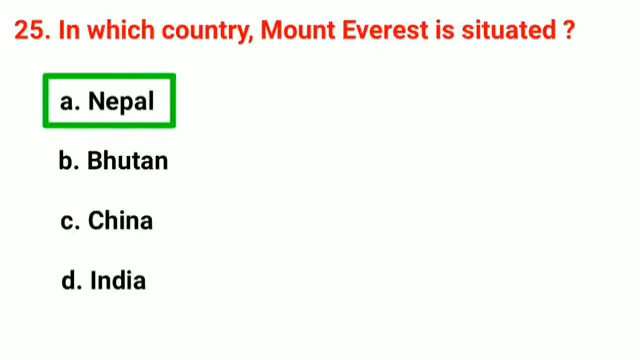 25. In which country, Mount Everest is situated ?
a. Nepal
b. Bhutan
c. China
d. India